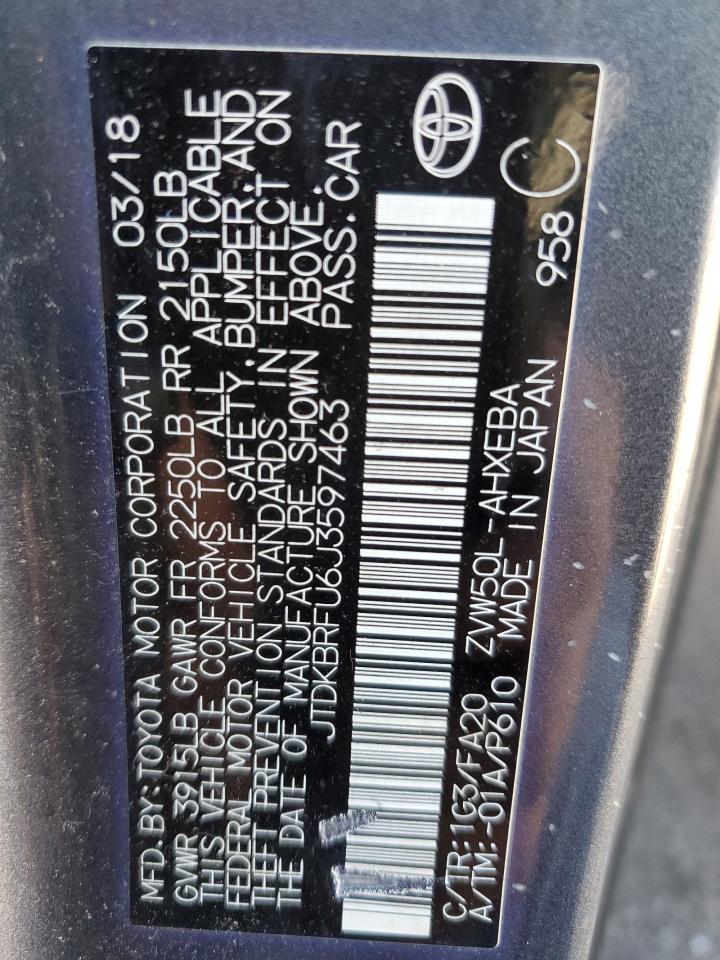 MFD.BY:TOYOTA MOTOR CORPORATION 03/18
GVWR 3915LB GAWR FR 2250LB RR 2150LB
THIS VEHICLE CONFORMS TO ALL APPLICABLE
FEDERAL MOTOR VEHICLE SAFETY,BUMPER,AND
THEFT PREVENTION STANDARDS IN EFFECT ON
THE DATE OF MANUFACTURE SHOWN ABOVE.
JTDKBRFU6J3597463 PASS.CAR
C/TR:1G3/FA20 ZVW50L-AHXEBA
A/TM:-01A/P610 MADE IN JAPAN 958
C